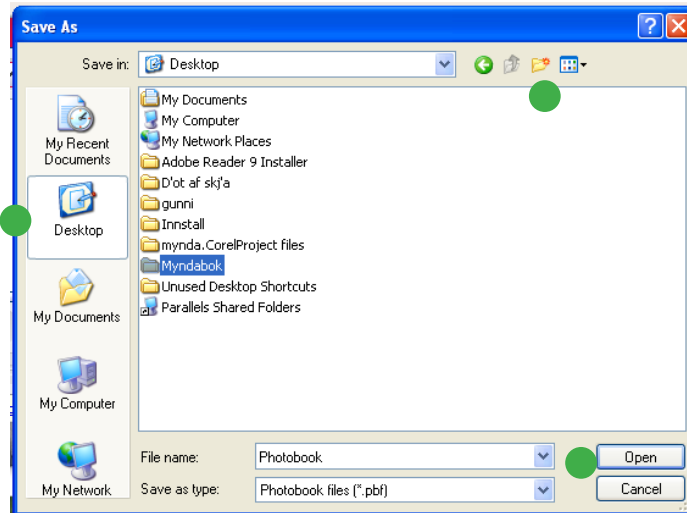 Save As
Save in: Desktop
My Recent
Documents
Desktop
My Documents
My Computer
My Network
My Documents
My Computer
My Network Places
Adobe Reader 9 Installer
D'ot af skj'a
gunni
Innstall
mynda.CorelProject files
Myndabok
Unused Desktop Shortcuts
Parallels Shared Folders
File name: Photobook Open
Save as type: Photobook files (*.pbf) Cancel